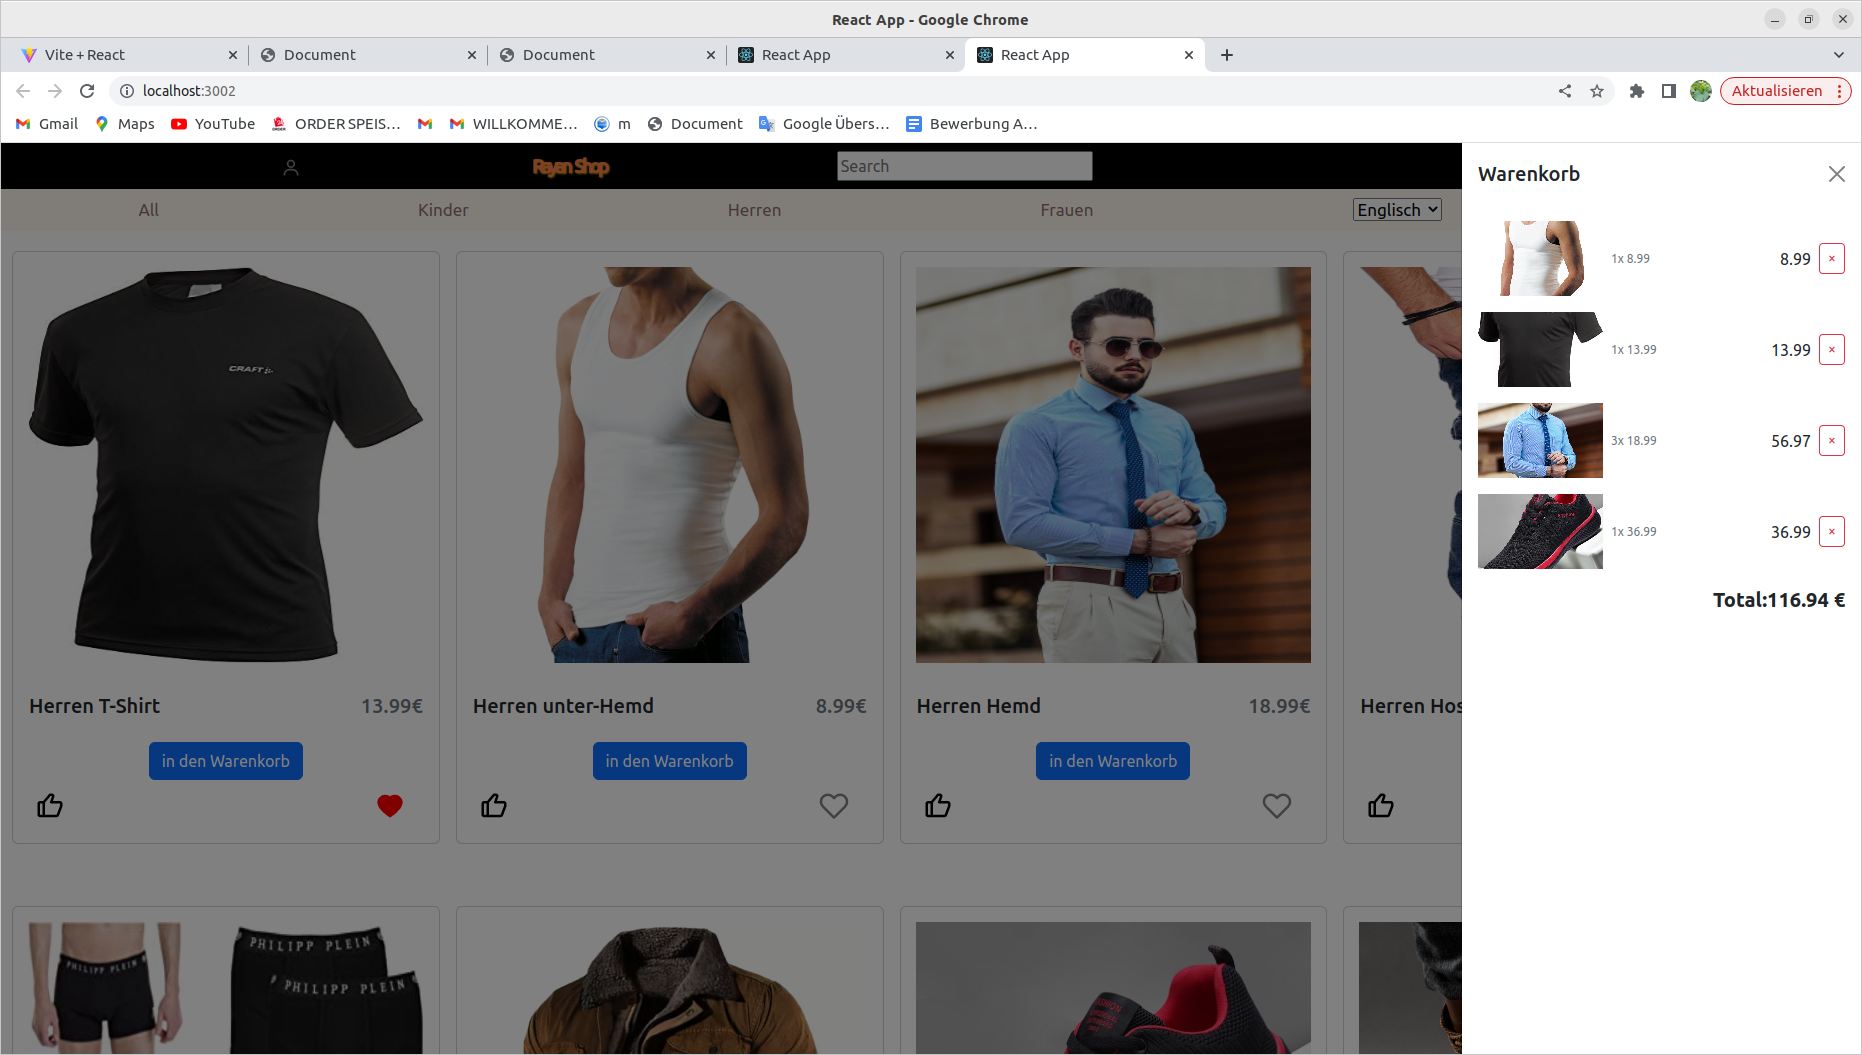 React App - Google Chrome
Vite + React
Document
Document
React App
React App
localhost:3002
Aktualisieren
Gmail
Maps
YouTube
ORDER SPEIS…
WILLKOMME…
m
Document
Google Übers…
Bewerbung A…
Rayan Shop
Search
All
Kinder
Herren
Frauen
Englisch
CRAFT
Herren T-Shirt
13.99€
in den Warenkorb
Herren unter-Hemd
8.99€
in den Warenkorb
Herren Hemd
18.99€
in den Warenkorb
Herren Hos
PHILIPP PLEIN
PHILIPP PLEIN
PHILIPP PLEIN
Warenkorb
1x 8.99
8.99
×
1x 13.99
13.99
×
3x 18.99
56.97
×
1x 36.99
36.99
×
Total:116.94 €